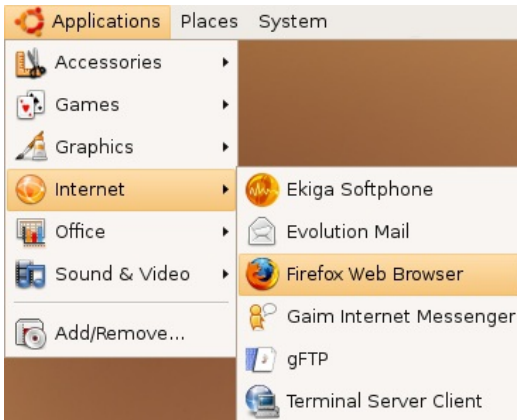 Applications Places System
Accessories
Games
Graphics
Internet
Office
Sound & Video
Add/Remove...
Ekiga Softphone
Evolution Mail
Firefox Web Browser
Gaim Internet Messenger
gFTP
Terminal Server Client